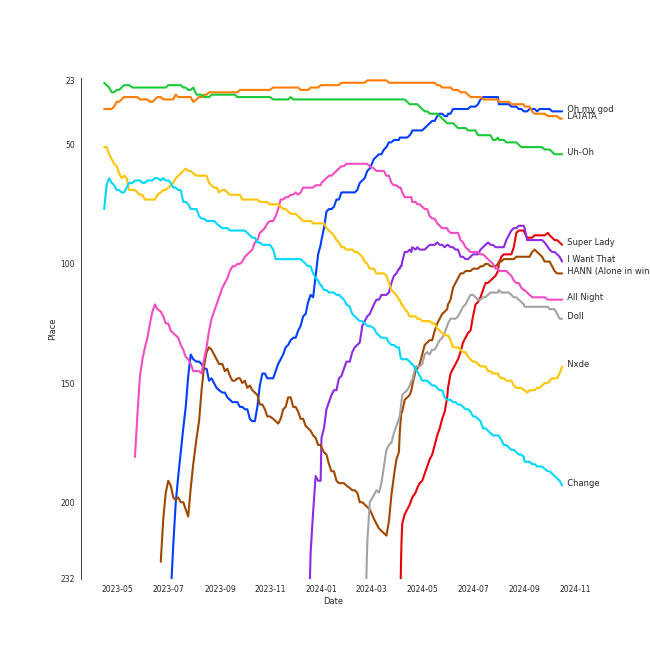 23
50
100
150
200
232
Place
2023-05
2023-07
2023-09
2023-11
2024-01
2024-03
2024-05
2024-07
2024-09
2024-11
Date
Oh my god
LATATA
Uh-Oh
Super Lady
I Want That
HANN (Alone in win
All Night
Doll
Nxde
Change